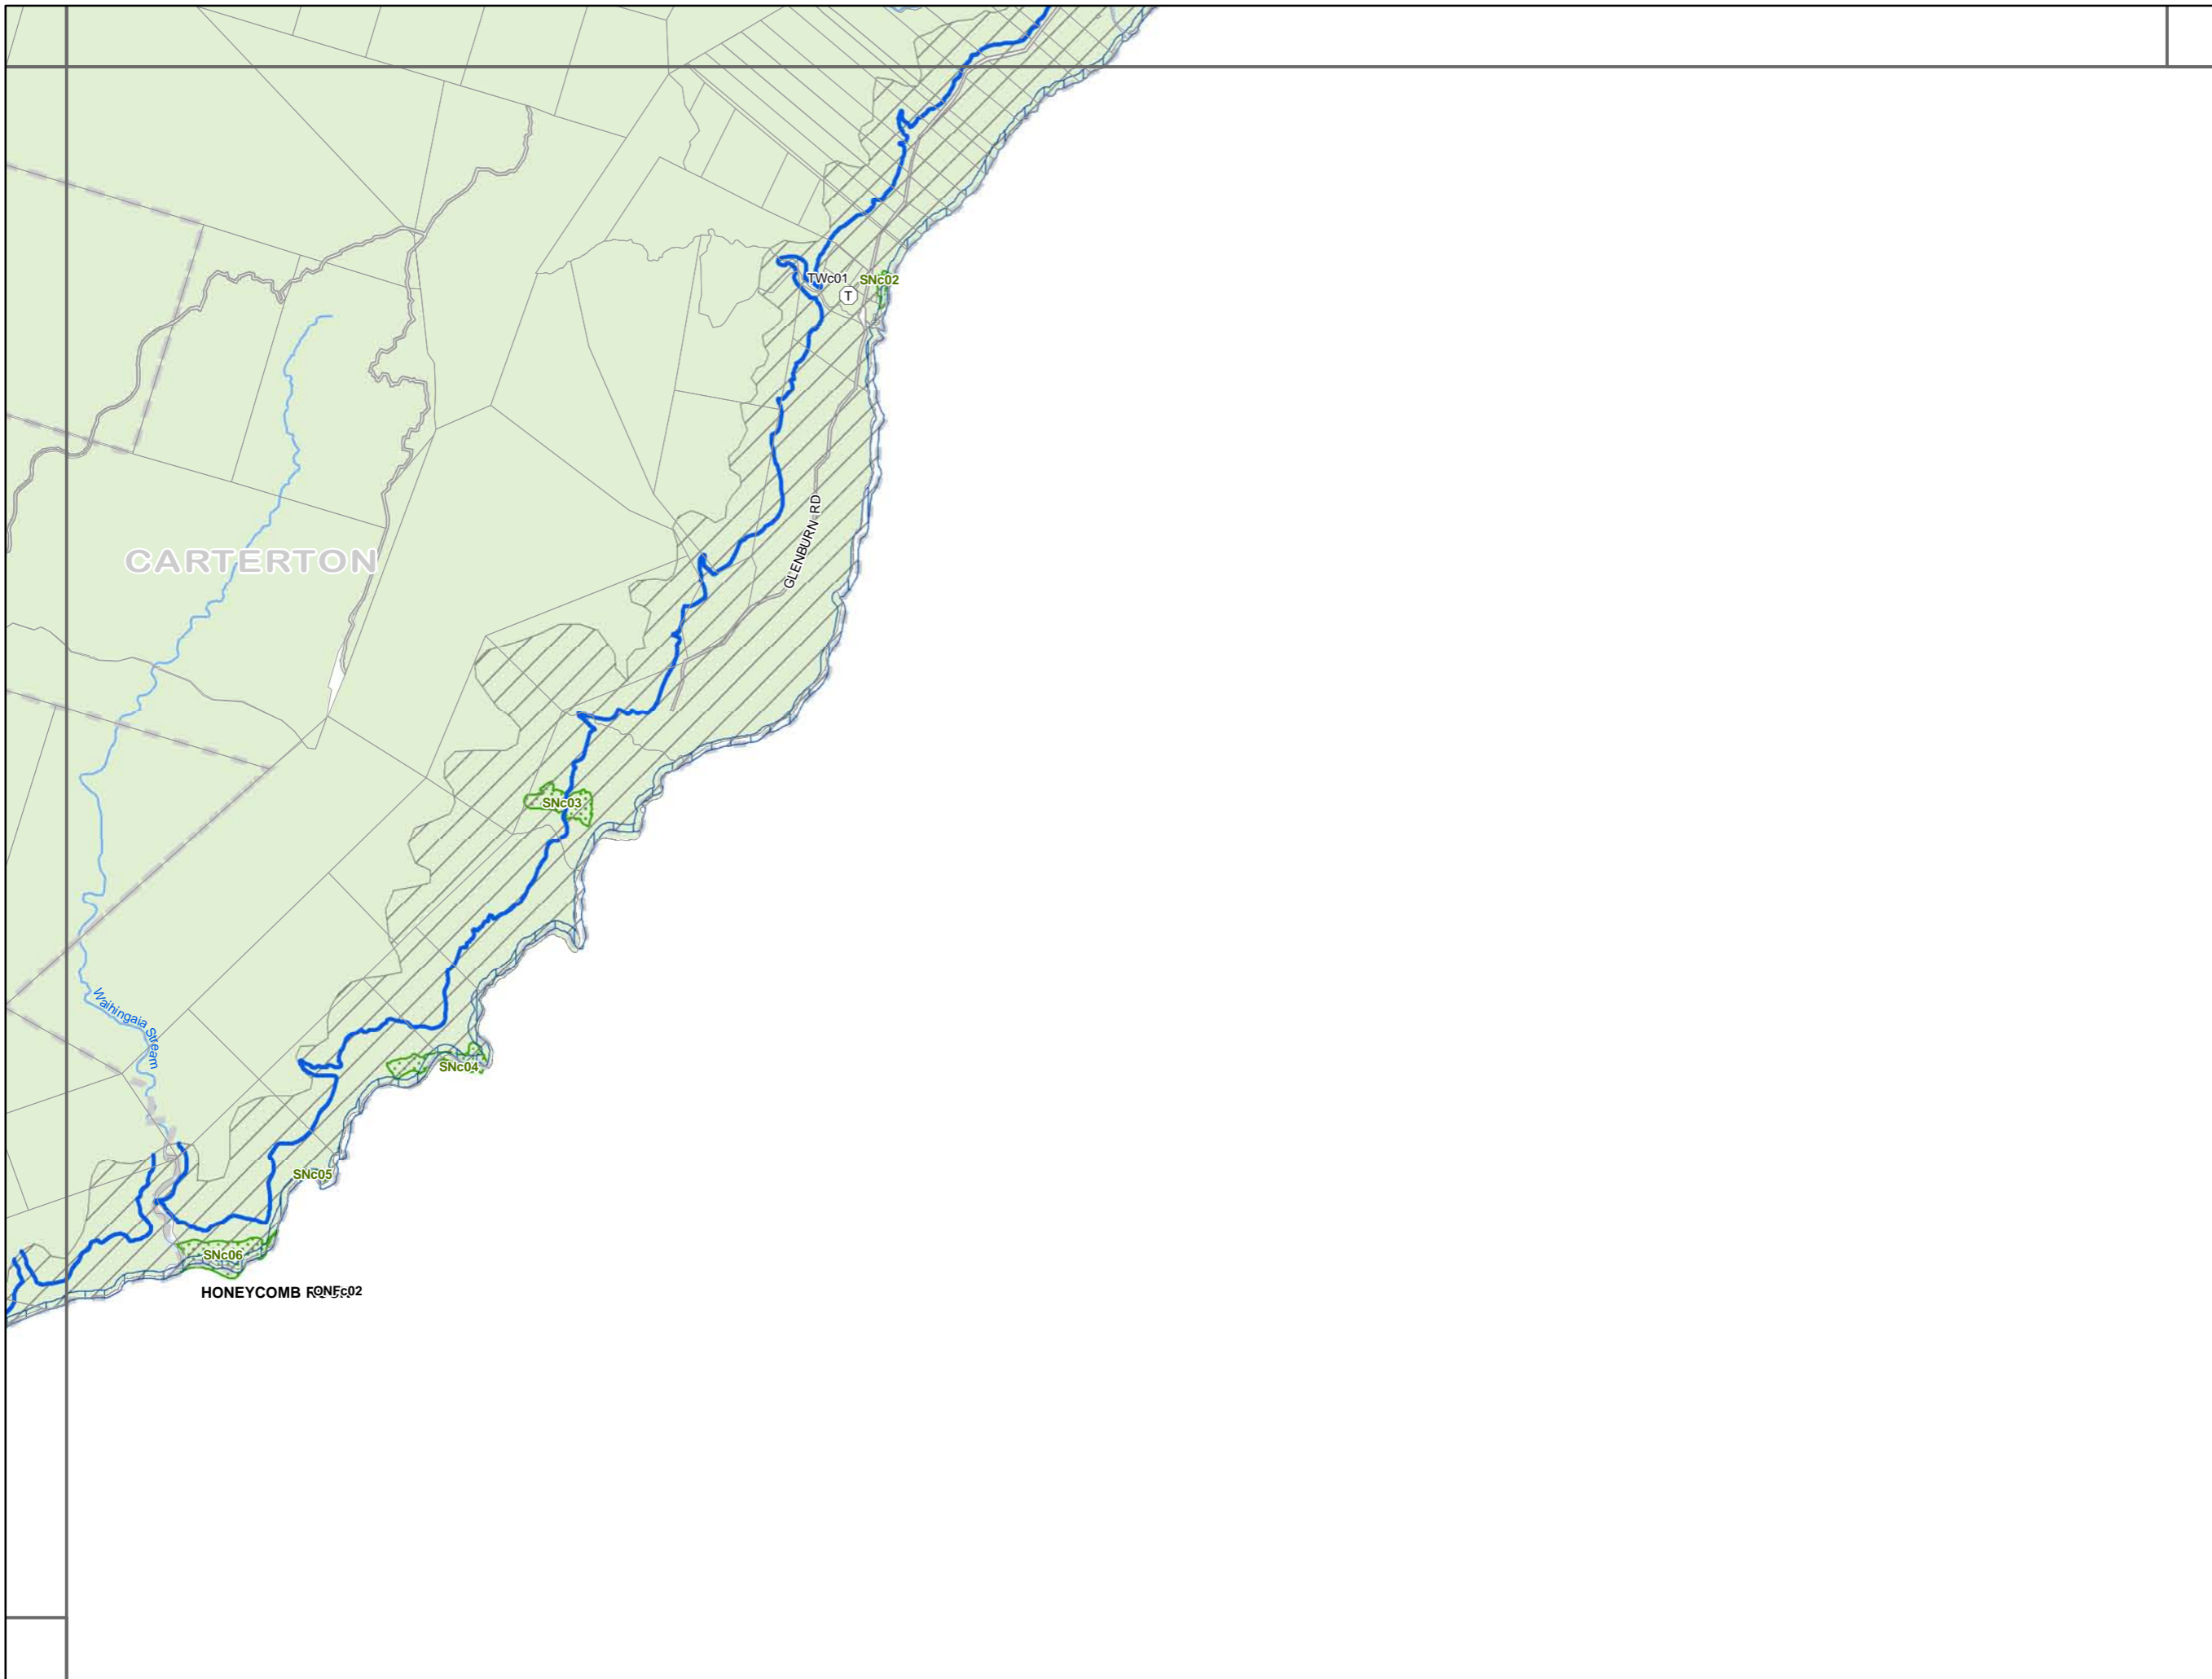 TWc01
SNc02
T
GLENBURN RD
CARTERTON
SNc03
Waihingaia Stream
SNc04
SNc05
SNc06
HONEYCOMB
ONFc02